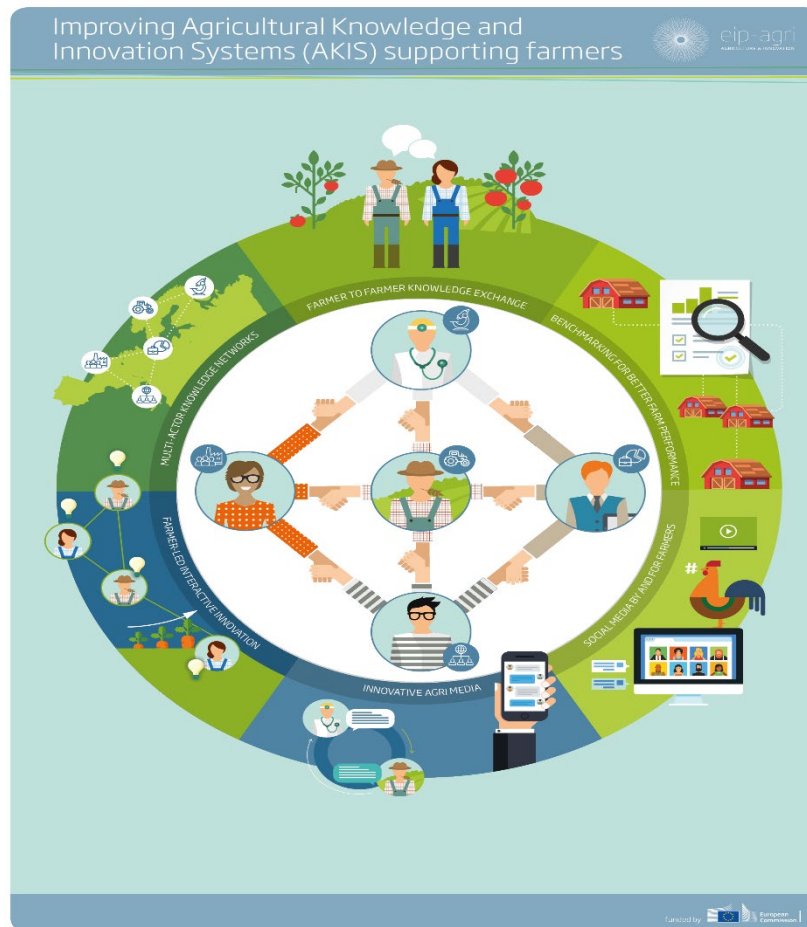 Improving Agricultural Knowledge and
Innovation Systems (AKIS) supporting farmers
eip-agri
AGRICULTURE & INNOVATION
FARMER TO FARMER KNOWLEDGE EXCHANGE
BENCHMARKING FOR BETTER FARM PERFORMANCE
MULTI-ACTOR KNOWLEDGE NETWORKS
FARMER-LED INTERACTIVE INNOVATION
SOCIAL MEDIA BY AND FOR FARMERS
#
INNOVATIVE AGRI MEDIA
funded by
European
Commission